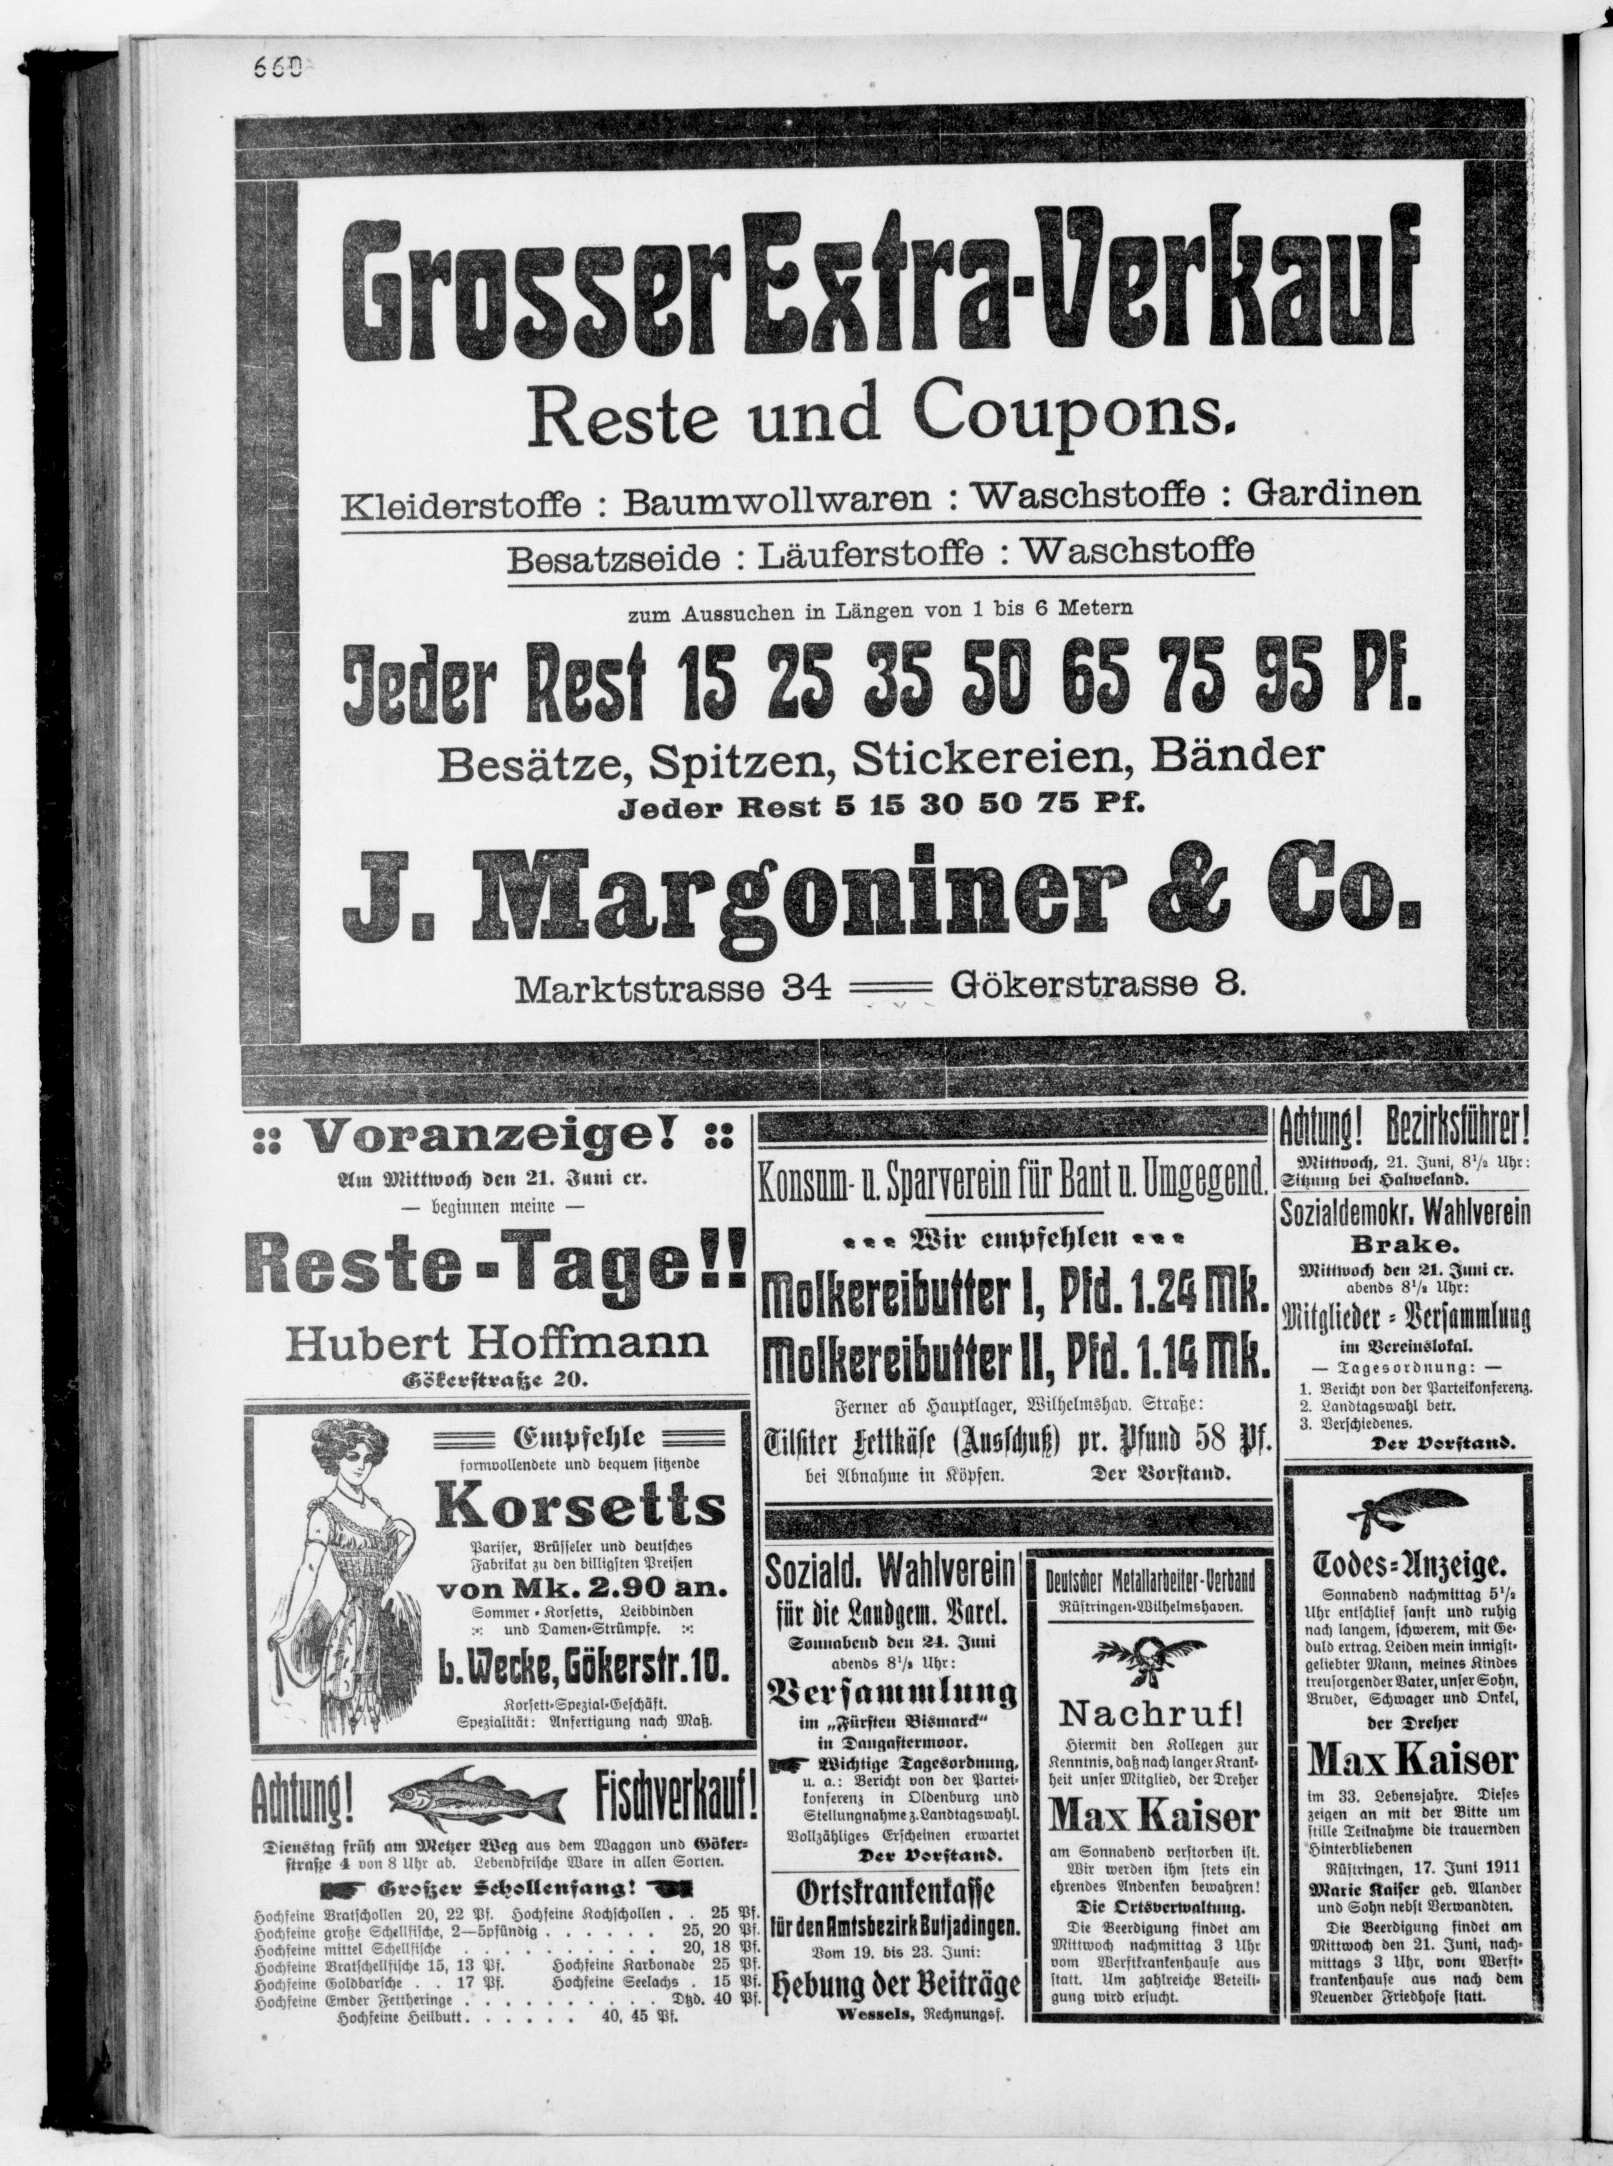 660
Grosser Extra-Verkauf
Reste und Coupons.
Kleiderstoffe : Baumwollwaren : Waschstoffe : Gardinen
Besatzseide : Läuferstoffe : Waschstoffe
zum Aussuchen in Längen von 1 bis 6 Metern
Jeder Rest 15 25 35 50 65 75 95 Pf.
Besätze, Spitzen, Stickereien, Bänder
Jeder Rest 5 15 30 50 75 Pf.
J. Margoniner & Co.
Marktstrasse 34 Gökerstrasse 8.
:: Voranzeige! ::
Am Mittwoch den 21. Juni cr.
— beginnen meine —
Reste-Tage!!
Hubert Hoffmann
Gökerstraße 20.
Empfehle
formvollendete und bequem sitzende
Korsetts
Pariser, Brüsseler und deutsches
Fabrikat zu den billigsten Preisen
von Mk. 2.90 an.
Sommer-Korsetts, Leibbinden
und Damen-Strümpfe.
L. Wecke, Gökerstr. 10.
Korsett-Spezial-Geschäft.
Spezialität: Anfertigung nach Maß.
Achtung! Fischverkauf!
Dienstag früh am Metzer Weg aus dem Waggon und Göker-
straße 4 von 8 Uhr ab. Lebendfrische Ware in allen Sorten.
Großer Schollenfang!
Hochfeine Bratschollen 20, 22 Pf. Hochfeine Kochschollen . . 25 Pf.
Hochfeine große Schellfische, 2—5pfündig . . . . . . 25, 20 Pf.
Hochfeine mittel Schellfische . . . . . . . . . . 20, 18 Pf.
Hochfeine Bratschellfische 15, 13 Pf. Hochfeine Karbonade 25 Pf.
Hochfeine Goldbarsche . . 17 Pf. Hochfeine Seelachs . 15 Pf.
Hochfeine Ember Fettheringe . . . . . . . . . . Dtzd. 40 Pf.
Hochfeine Heilbutt . . . . . . 40, 45 Pf.
Konsum- u. Sparverein für Bant u. Umgegend.
Wir empfehlen
Molkereibutter I, Pfd. 1.24 Mk.
Molkereibutter II, Pfd. 1.14 Mk.
Ferner ab Hauptlager, Wilhelmshav. Straße:
Tilsiter Fettkäse (Ausschuß) pr. Pfund 58 Pf.
bei Abnahme in Köpfen. Der Vorstand.
Soziald. Wahlverein
für die Landgem. Varel.
Sonnabend den 24. Juni
abends 8½ Uhr:
Versammlung
im „Fürsten Bismarck“
in Dangastermoor.
Wichtige Tagesordnung,
u. a.: Bericht von der Partei-
konferenz in Oldenburg und
Stellungnahme z. Landtagswahl.
Vollzähliges Erscheinen erwartet
Der Vorstand.
Ortskrankenkasse
für den Amtsbezirk Butjadingen.
Vom 19. bis 23. Juni:
Hebung der Beiträge
Wessels, Rechnungsf.
Deutscher Metallarbeiter-Verband
Rüstringen-Wilhelmshaven.
Nachruf!
Hiermit den Kollegen zur
Kenntnis, daß nach langer Krank-
heit unser Mitglied, der Dreher
Max Kaiser
am Sonnabend verstorben ist.
Wir werden ihm stets ein
ehrendes Andenken bewahren!
Die Ortsverwaltung.
Die Beerdigung findet am
Mittwoch nachmittag 3 Uhr
vom Werftkrankenhause aus
statt. Um zahlreiche Beteili-
gung wird ersucht.
Achtung! Bezirksführer!
Mittwoch, 21. Juni, 8½ Uhr:
Sitzung bei Halweland.
Sozialdemokr. Wahlverein
Brake.
Mittwoch den 21. Juni cr.
abends 8½ Uhr:
Mitglieder-Versammlung
im Vereinslokal.
— Tagesordnung: —
1. Bericht von der Parteikonferenz.
2. Landtagswahl betr.
3. Verschiedenes.
Der Vorstand.
Todes-Anzeige.
Sonnabend nachmittag 5½
Uhr entschlief sanft und ruhig
nach langem, schwerem, mit Ge-
duld ertrag. Leiden mein innigst-
geliebter Mann, meines Kindes
treusorgender Vater, unser Sohn,
Bruder, Schwager und Onkel,
der Dreher
Max Kaiser
im 33. Lebensjahre. Dieses
zeigen an mit der Bitte um
stille Teilnahme die trauernden
Hinterbliebenen
Rüstringen, 17. Juni 1911
Marie Kaiser geb. Alander
und Sohn nebst Verwandten.
Die Beerdigung findet am
Mittwoch den 21. Juni, nach-
mittags 3 Uhr, vom Werft-
krankenhause aus nach dem
Neuender Friedhofe statt.